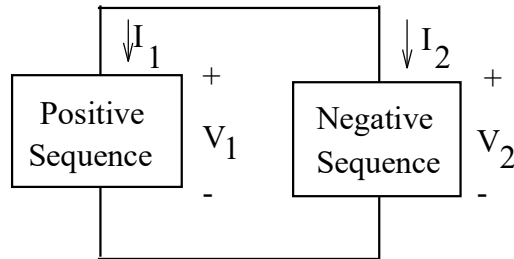 I1
I2
+
+
Positive
Sequence
V1
Negative
Sequence
V2
-
-